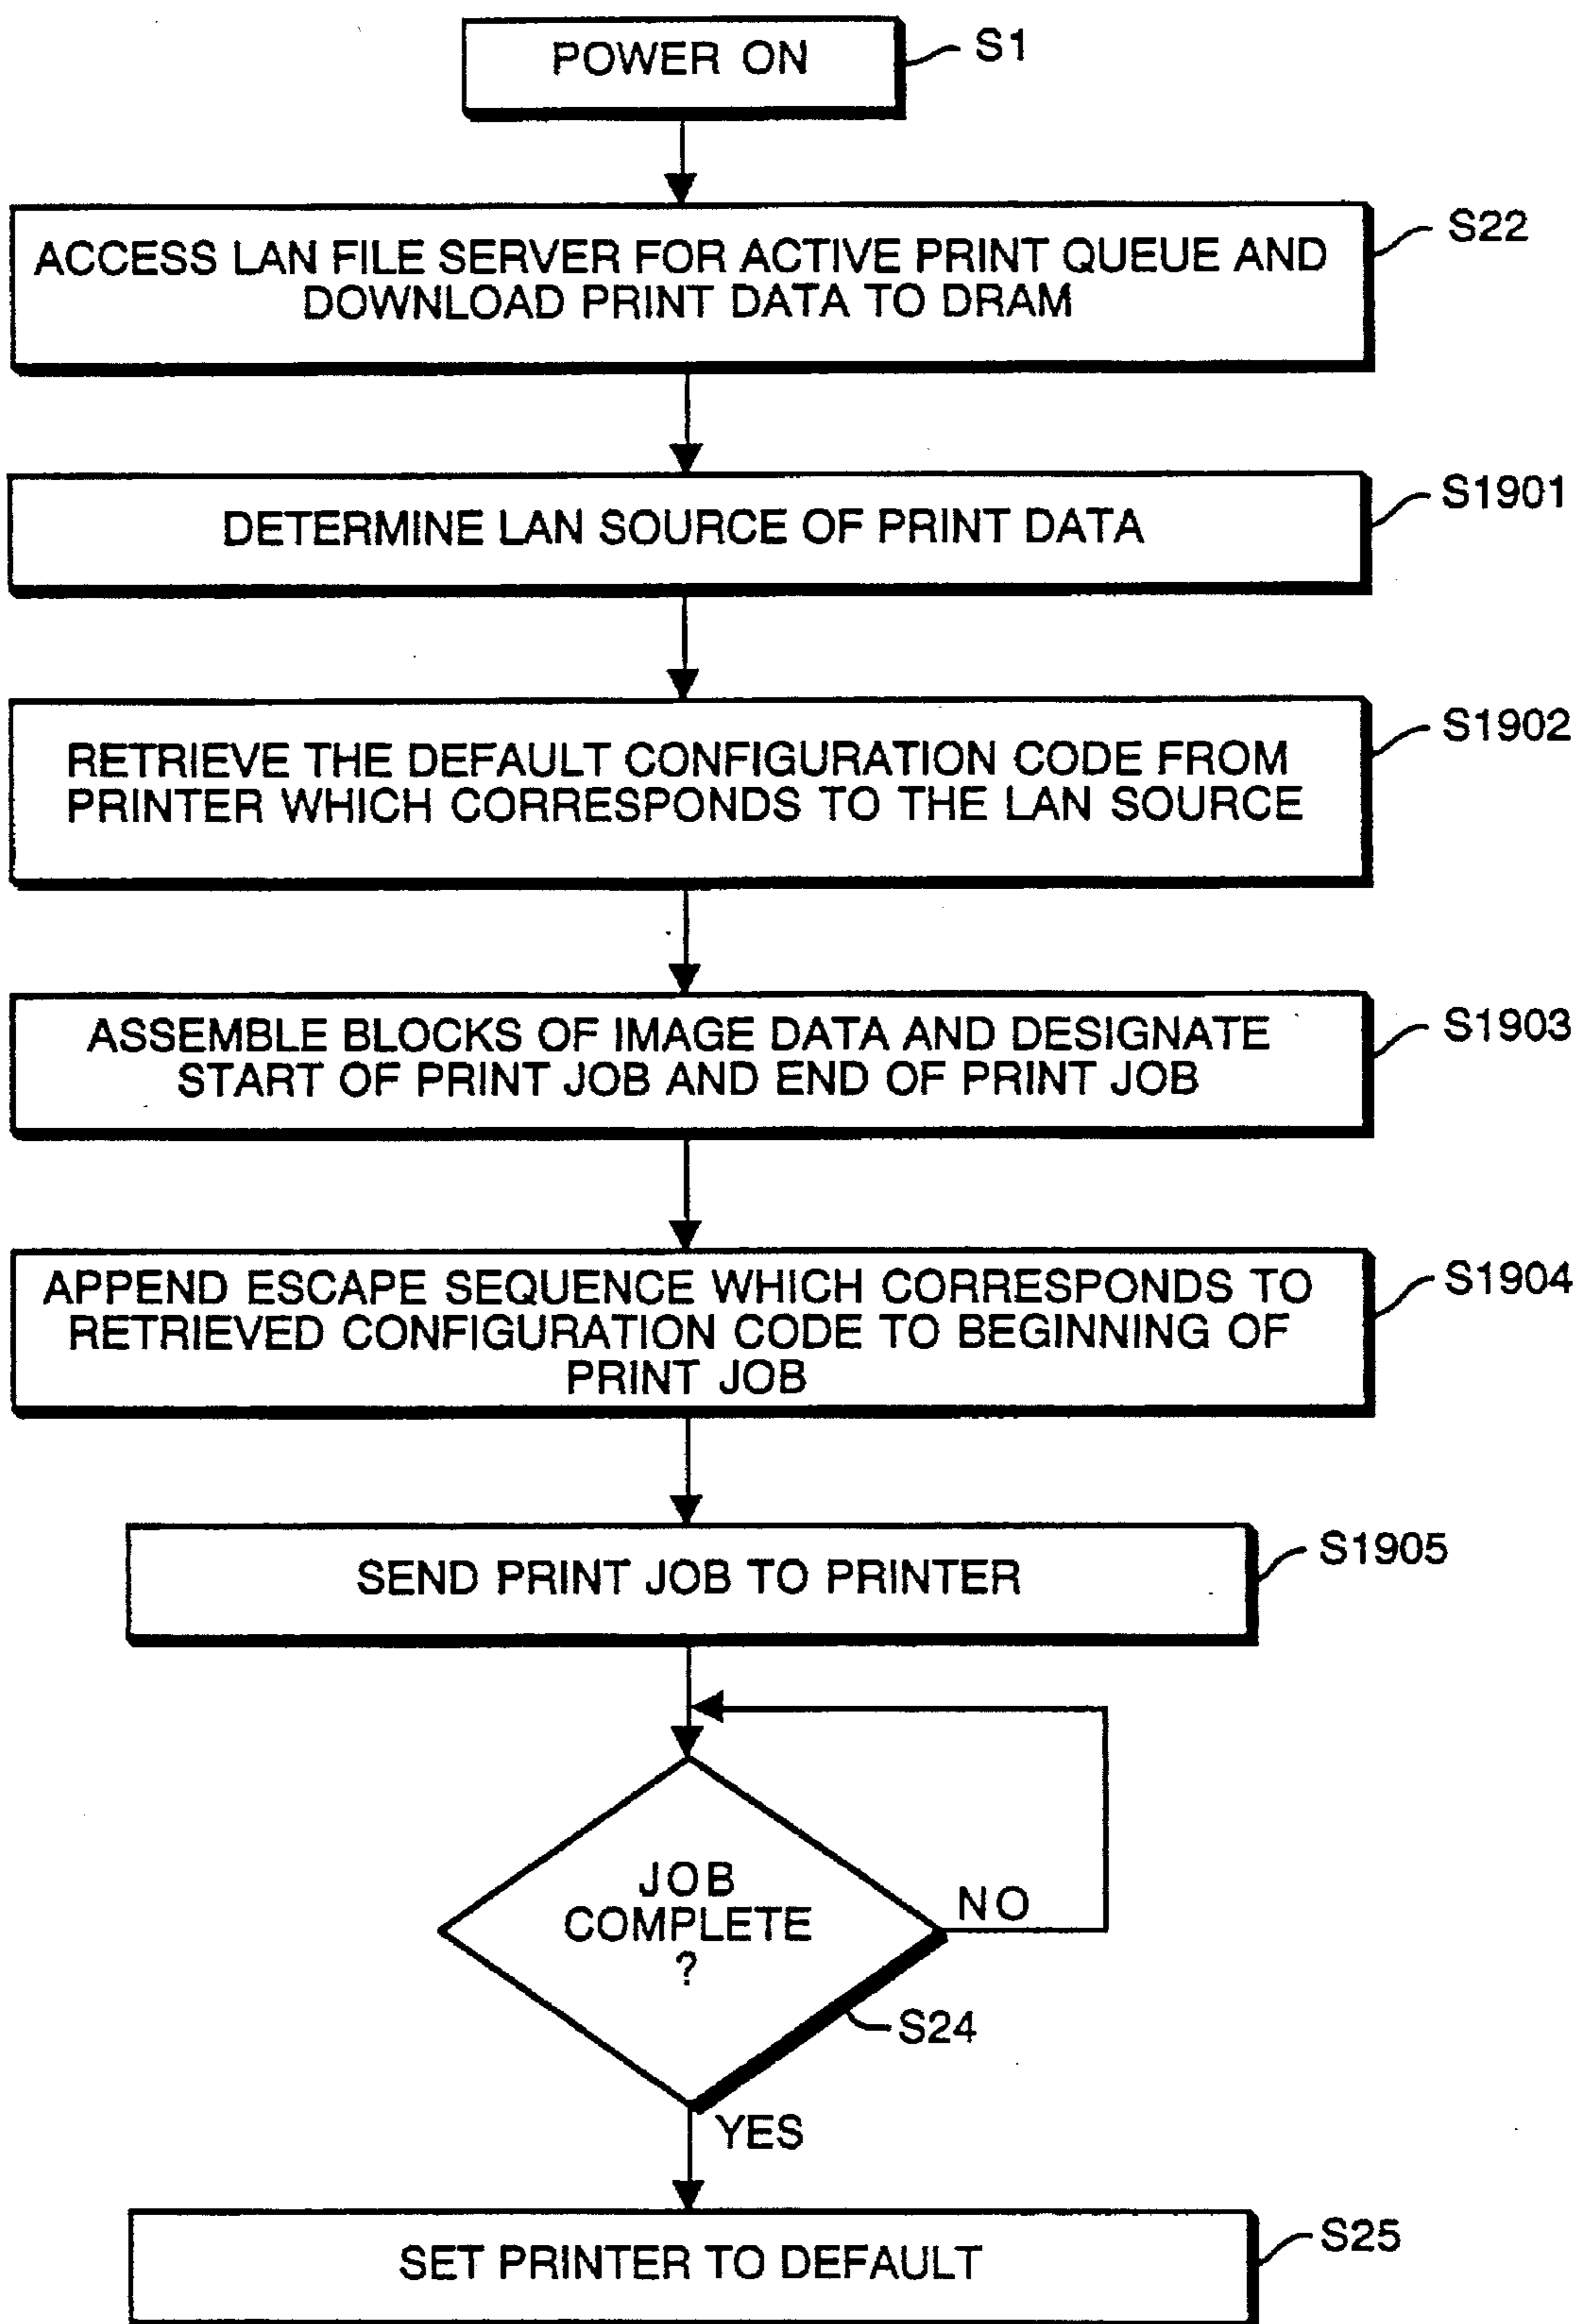 POWER ON
S1
ACCESS LAN FILE SERVER FOR ACTIVE PRINT QUEUE AND
DOWNLOAD PRINT DATA TO DRAM
S22
DETERMINE LAN SOURCE OF PRINT DATA
S1901
RETRIEVE THE DEFAULT CONFIGURATION CODE FROM
PRINTER WHICH CORRESPONDS TO THE LAN SOURCE
S1902
ASSEMBLE BLOCKS OF IMAGE DATA AND DESIGNATE
START OF PRINT JOB AND END OF PRINT JOB
S1903
APPEND ESCAPE SEQUENCE WHICH CORRESPONDS TO
RETRIEVED CONFIGURATION CODE TO BEGINNING OF
PRINT JOB
S1904
SEND PRINT JOB TO PRINTER
S1905
JOB
COMPLETE
?
NO
S24
YES
SET PRINTER TO DEFAULT
S25